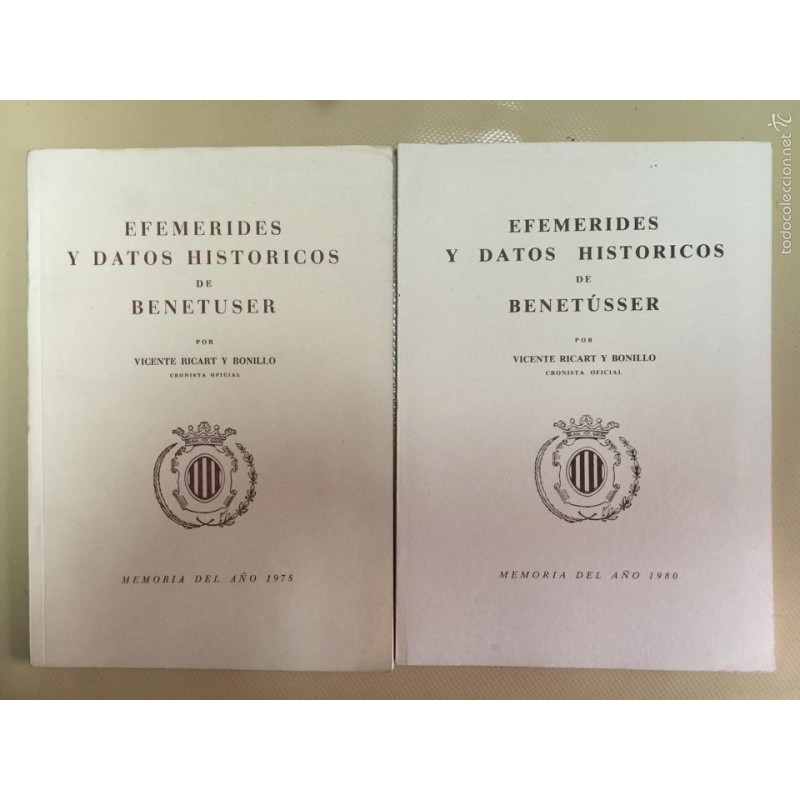 EFEMERIDES
Y DATOS HISTORICOS
DE
BENETUSER
POR
VICENTE RICART Y BONILLO
CRONISTA OFICIAL
MEMORIA DEL AÑO 1975
EFEMERIDES
Y DATOS HISTORICOS
DE
BENETÚSSER
POR
VICENTE RICART Y BONILLO
CRONISTA OFICIAL
MEMORIA DEL AÑO 1980
todocoleccion.net